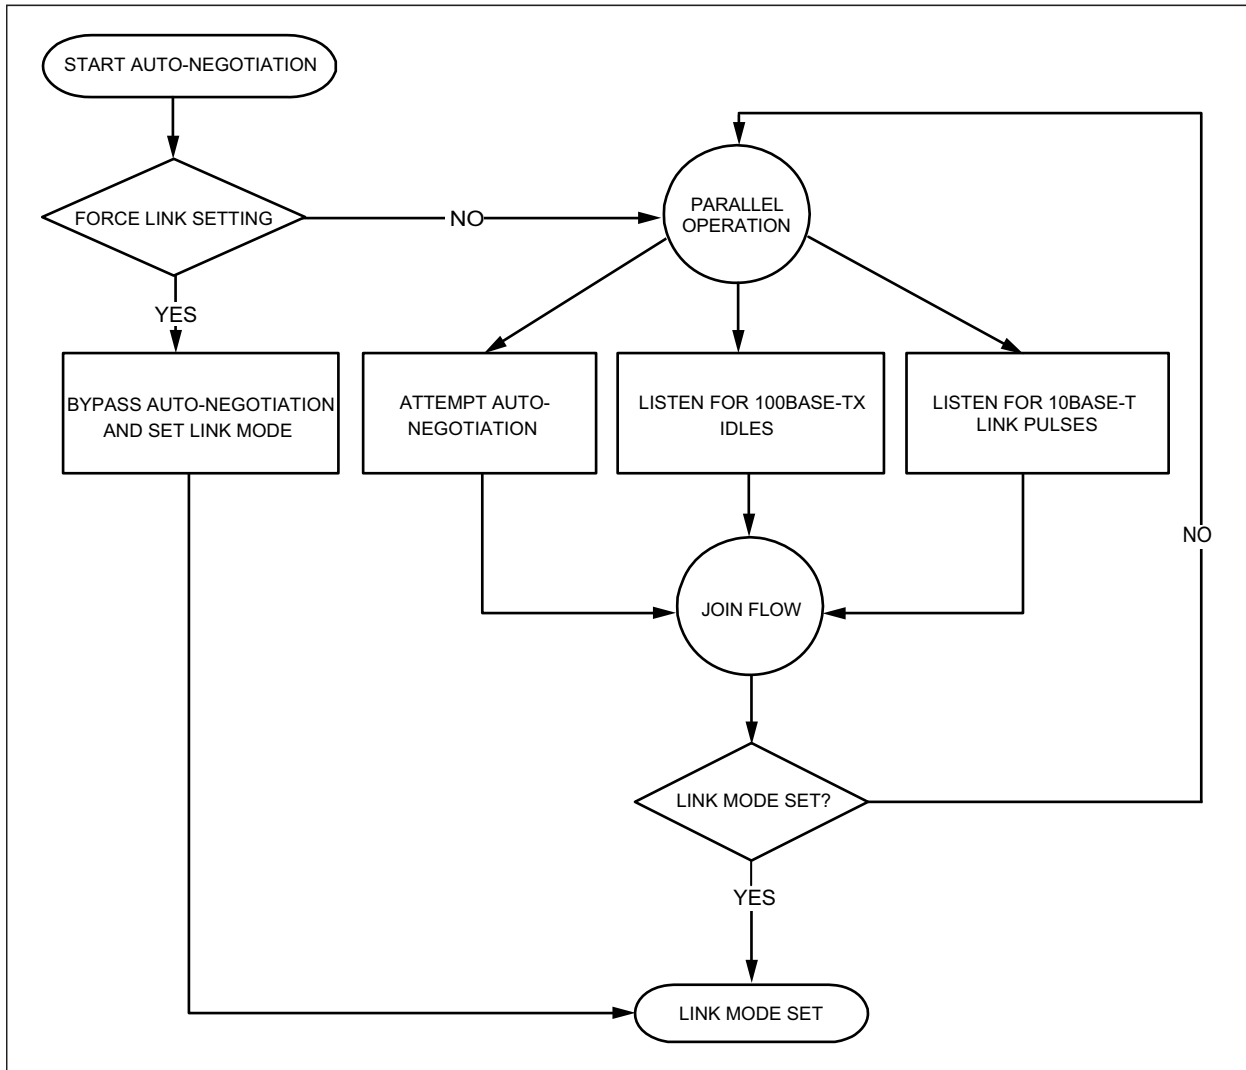 START AUTO-NEGOTIATION
FORCE LINK SETTING
NO
PARALLEL
OPERATION
YES
BYPASS AUTO-NEGOTIATION
AND SET LINK MODE
ATTEMPT AUTO-
NEGOTIATION
LISTEN FOR 100BASE-TX
IDLES
LISTEN FOR 10BASE-T
LINK PULSES
NO
JOIN FLOW
LINK MODE SET?
YES
LINK MODE SET